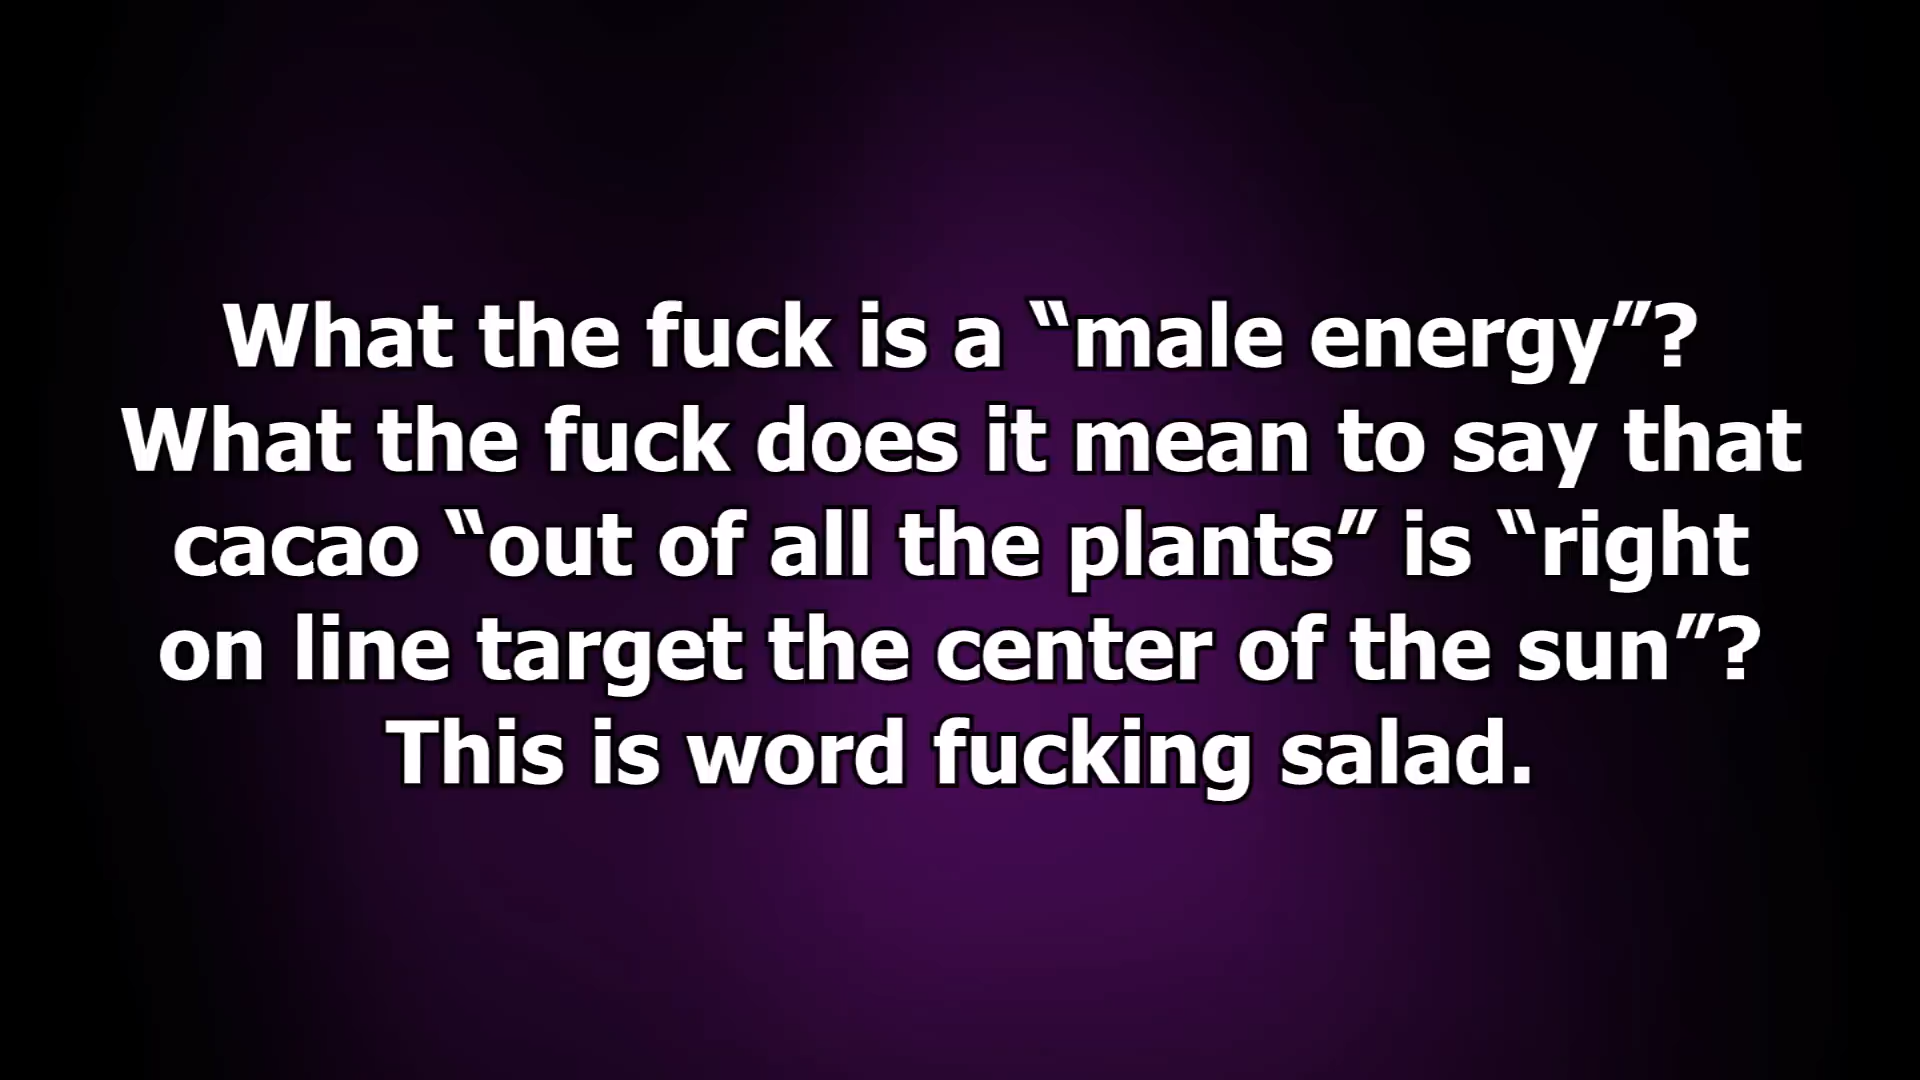 What the fuck is a “male energy”?
What the fuck does it mean to say that
cacao “out of all the plants” is “right
on line target the center of the sun”?
This is word fucking salad.